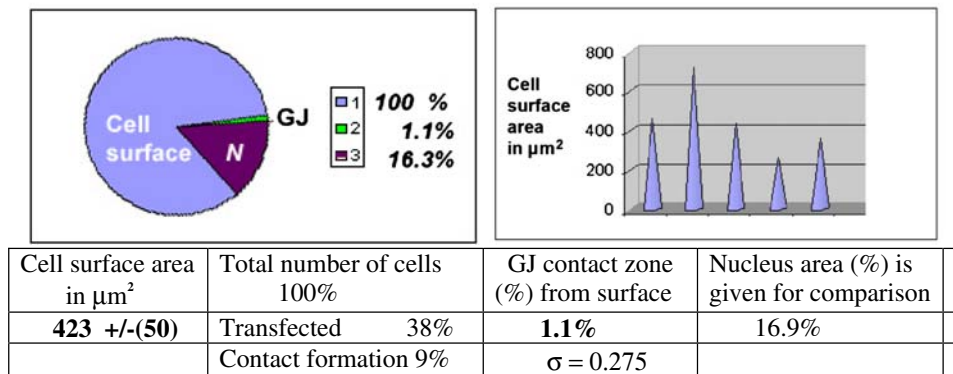 Cell
surface
N
GJ
1 100 %
2 1.1%
3 16.3%
Cell
surface
area
in µm²
800
600
400
200
0
Cell surface area
in µm²
Total number of cells
100%
GJ contact zone
(%) from surface
Nucleus area (%) is
given for comparison
423 +/-(50)
Transfected 38%
1.1%
16.9%
Contact formation 9%
σ = 0.275